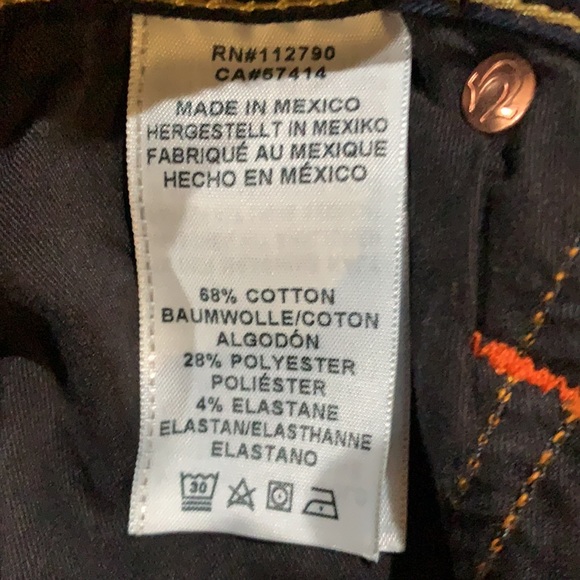 RN#112790
CA#57414
MADE IN MEXICO
HERGESTELLT IN MEXIKO
FABRIQUÉ AU MEXIQUE
HECHO EN MÉXICO
68% COTTON
BAUMWOLLE/COTON
ALGODÓN
28% POLYESTER
POLIÉSTER
4% ELASTANE
ELASTAN/ELASTHANNE
ELASTANO
30